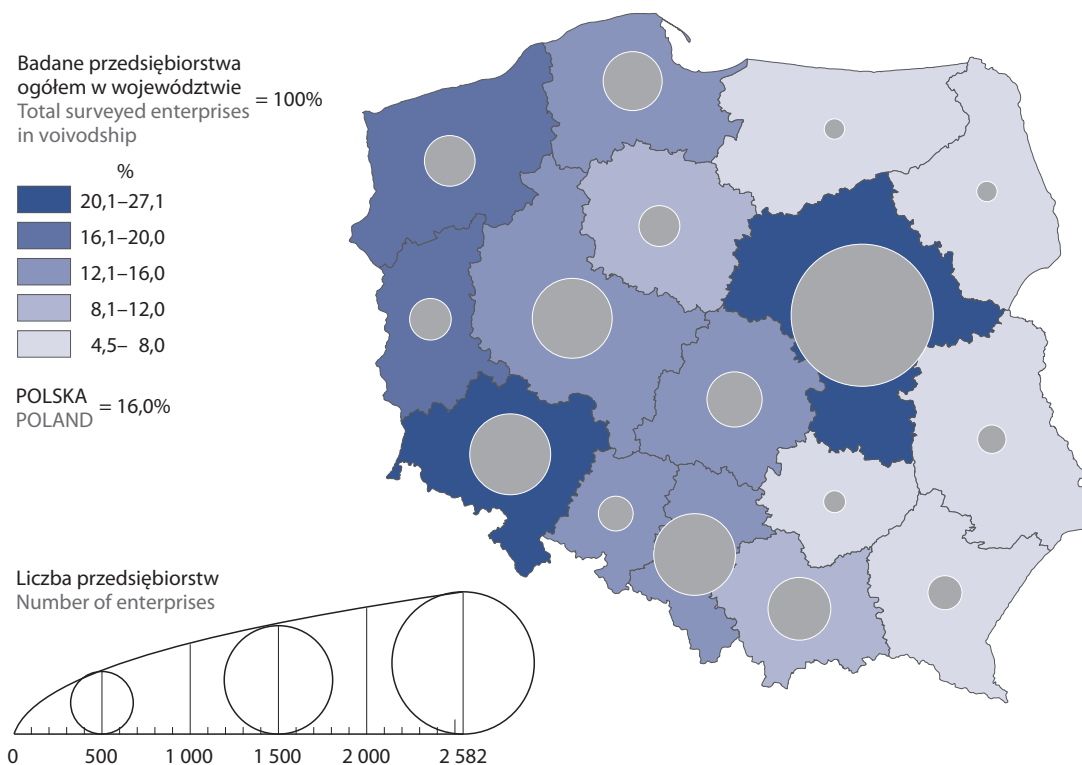 Badane przedsiębiorstwa
ogółem w województwie
Total surveyed enterprises
in voivodship
= 100%
%
20,1–27,1
16,1–20,0
12,1–16,0
8,1–12,0
4,5– 8,0
POLSKA
POLAND
= 16,0%
Liczba przedsiębiorstw
Number of enterprises
0 500 1 000 1 500 2 000 2 582